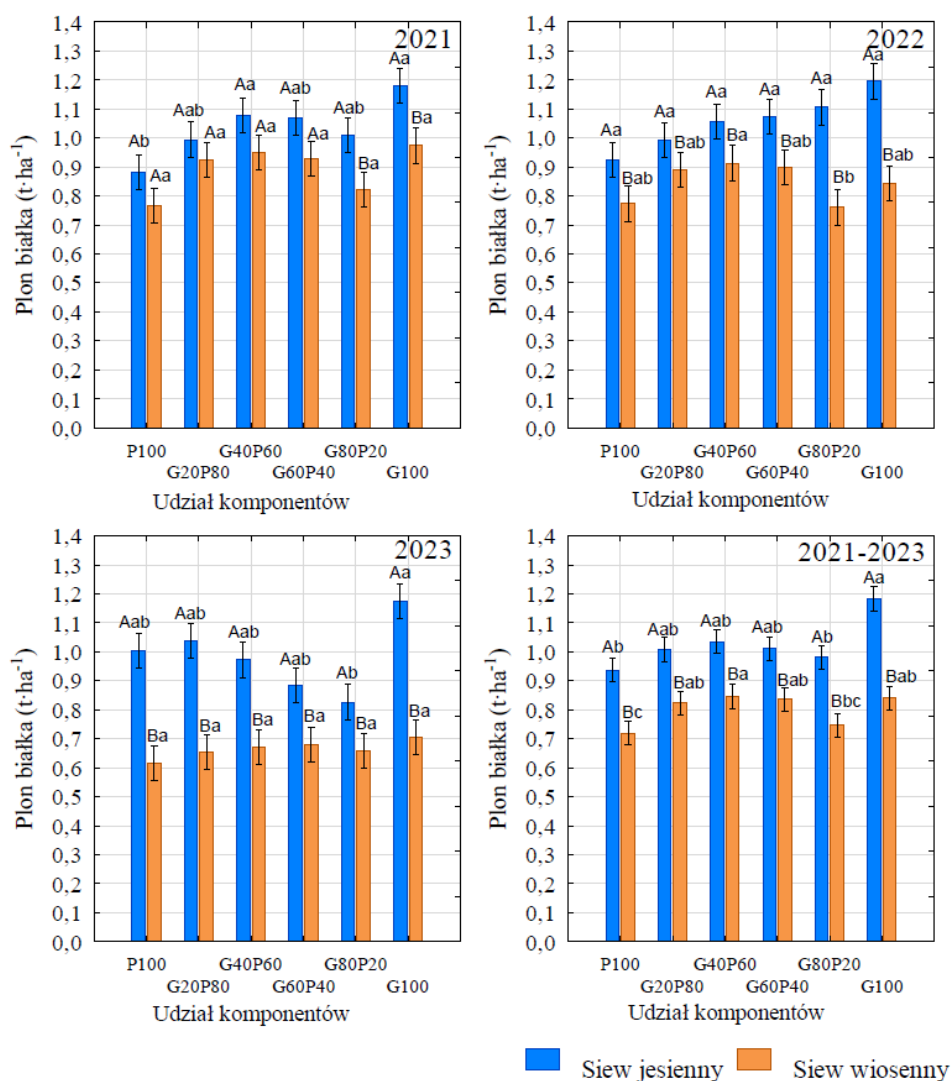 2021
Plon białka (t·ha⁻¹)
1,4
1,3
1,2
1,1
1,0
0,9
0,8
0,7
0,6
0,5
0,4
0,3
0,2
0,1
0,0
Ab Aab Aa Aab Aab Aa
Aa Aa Aa Aa Ba Ba
P100 G40P60 G80P20
G20P80 G60P40 G100
Udział komponentów
2022
Plon białka (t·ha⁻¹)
1,4
1,3
1,2
1,1
1,0
0,9
0,8
0,7
0,6
0,5
0,4
0,3
0,2
0,1
0,0
Aa Aa Aa Aa Aa Aa
Bab Bab Ba Bab Bb Bab
P100 G40P60 G80P20
G20P80 G60P40 G100
Udział komponentów
2023
Plon białka (t·ha⁻¹)
1,4
1,3
1,2
1,1
1,0
0,9
0,8
0,7
0,6
0,5
0,4
0,3
0,2
0,1
0,0
Aab Aab Aab Aab Ab Aa
Ba Ba Ba Ba Ba Ba
P100 G40P60 G80P20
G20P80 G60P40 G100
Udział komponentów
2021-2023
Plon białka (t·ha⁻¹)
1,4
1,3
1,2
1,1
1,0
0,9
0,8
0,7
0,6
0,5
0,4
0,3
0,2
0,1
0,0
Ab Aab Aab Aab Ab Aa
Bc Bab Ba Bab Bbc Bab
P100 G40P60 G80P20
G20P80 G60P40 G100
Udział komponentów
Siew jesienny Siew wiosenny